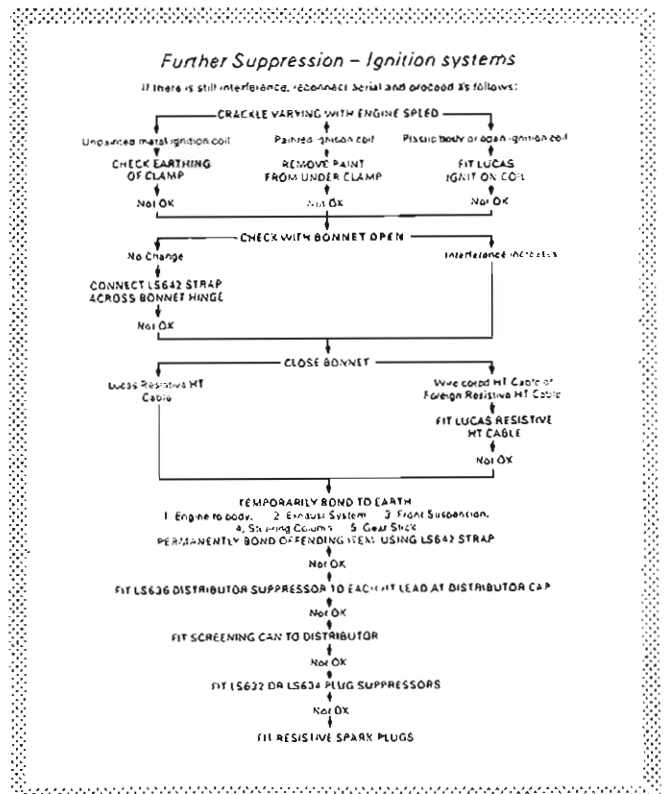 Further Suppression – Ignition systems
If there is still interference, reconnect aerial and proceed as follows:
CRACKLE VARYING WITH ENGINE SPEED
Unpainted metal ignition coil
Painted ignition coil
Plastic body or open ignition coil
CHECK EARTHING
OF CLAMP
REMOVE PAINT
FROM UNDER CLAMP
FIT LUCAS
IGNITION COIL
Not OK
Not OK
Not OK
CHECK WITH BONNET OPEN
No Change
Interference increases
CONNECT LS642 STRAP
ACROSS BONNET HINGE
Not OK
CLOSE BONNET
Lucas Resistive HT
Cable
Wire cored HT Cable or
Foreign Resistive HT Cable
FIT LUCAS RESISTIVE
HT CABLE
Not OK
TEMPORARILY BOND TO EARTH
1. Engine to body. 2. Exhaust System 3. Front Suspension.
4. Steering Column 5. Gear Stick
PERMANENTLY BOND OFFENDING ITEM USING LS642 STRAP
Not OK
FIT LS636 DISTRIBUTOR SUPPRESSOR TO EACH HT LEAD AT DISTRIBUTOR CAP
Not OK
FIT SCREENING CAN TO DISTRIBUTOR
Not OK
FIT LS632 OR LS634 PLUG SUPPRESSORS
Not OK
FIT RESISTIVE SPARK PLUGS